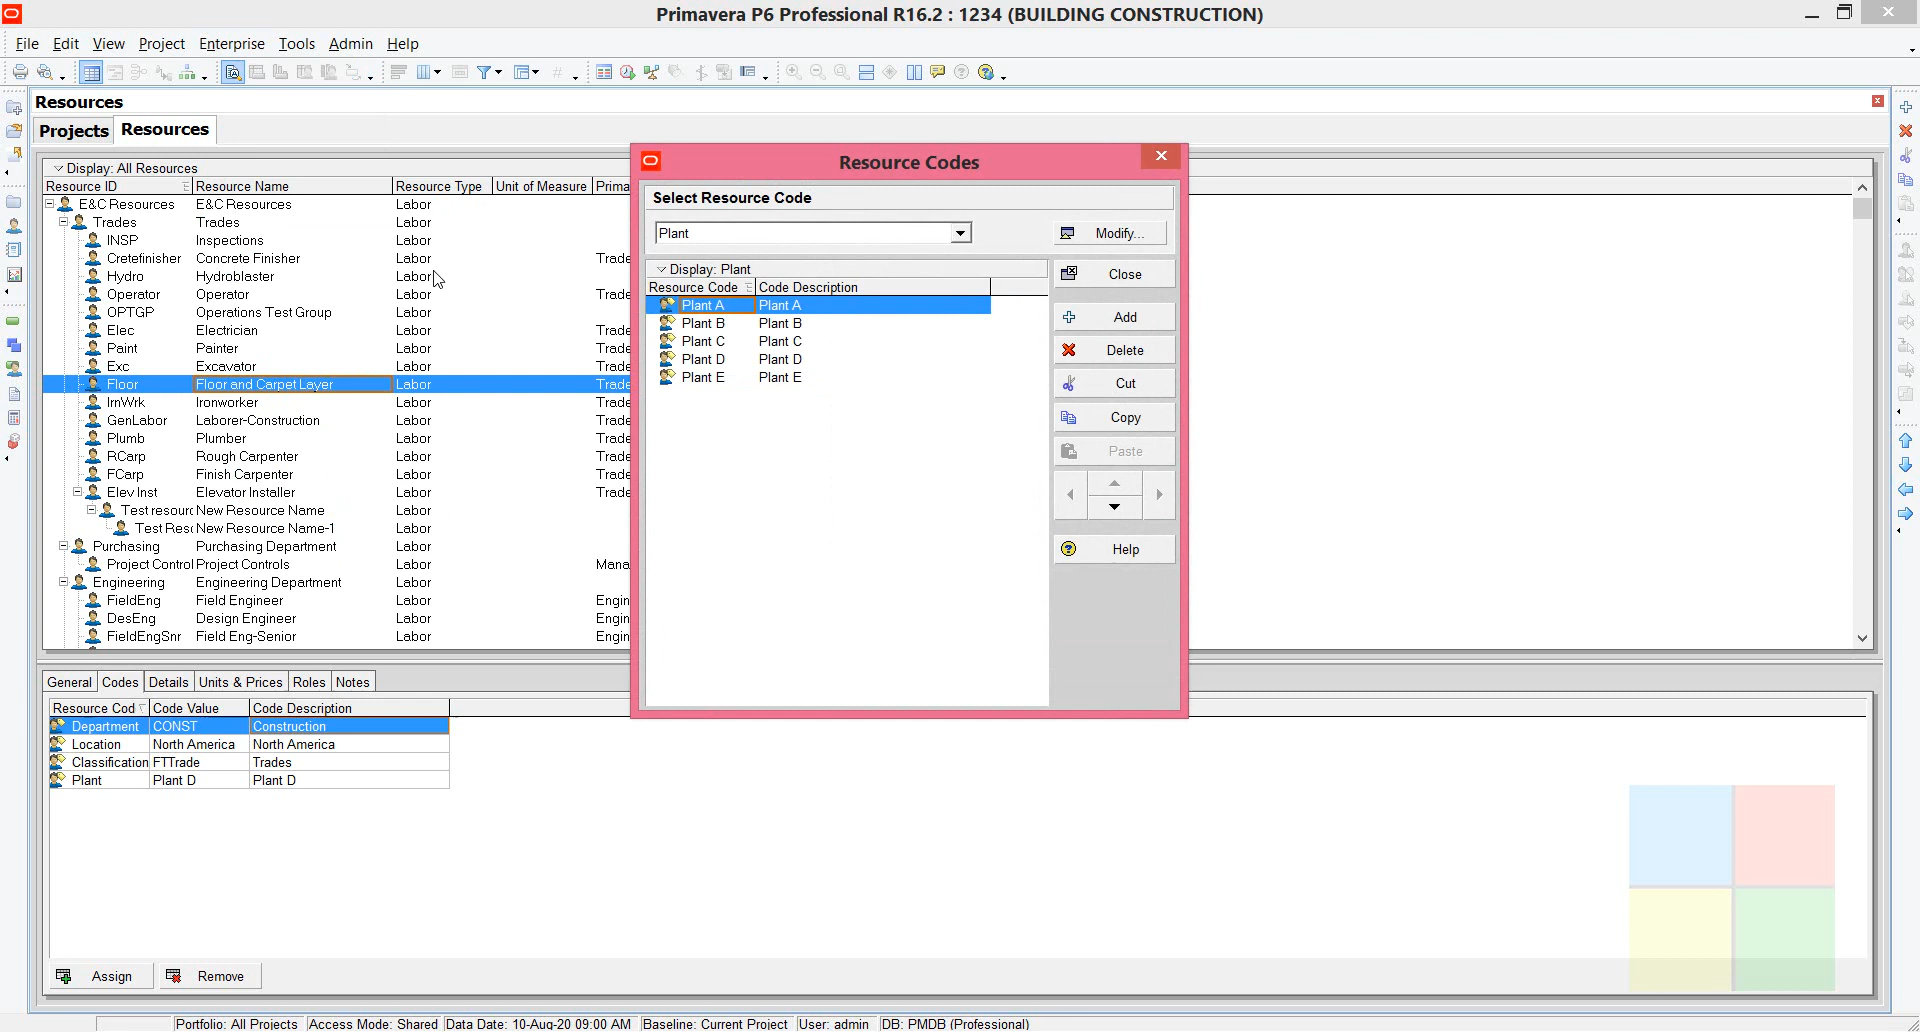 Primavera P6 Professional R16.2 : 1234 (BUILDING CONSTRUCTION)
File Edit View Project Enterprise Tools Admin Help
Resources
Projects Resources
Display: All Resources
Resource ID Resource Name Resource Type Unit of Measure Prima
E&C Resources E&C Resources Labor
Trades Trades Labor
INSP Inspections Labor
Cretefinisher Concrete Finisher Labor Trade
Hydro Hydroblaster Labor
Operator Operator Labor Trade
OPTGP Operations Test Group Labor
Elec Electrician Labor Trade
Paint Painter Labor Trade
Exc Excavator Labor Trade
Floor Floor and Carpet Layer Labor Trade
IrnWrk Ironworker Labor Trade
GenLabor Laborer-Construction Labor Trade
Plumb Plumber Labor Trade
RCarp Rough Carpenter Labor Trade
FCarp Finish Carpenter Labor Trade
Elev Inst Elevator Installer Labor Trade
Test resourc New Resource Name Labor
Test Res New Resource Name-1 Labor
Purchasing Purchasing Department Labor
Project Control Project Controls Labor Mana
Engineering Engineering Department Labor
FieldEng Field Engineer Labor Engin
DesEng Design Engineer Labor Engin
FieldEngSnr Field Eng-Senior Labor Engin
Resource Codes
Select Resource Code
Plant Modify...
Display: Plant
Close
Resource Code Code Description
Plant A Plant A
Plant B Plant B
Plant C Plant C
Plant D Plant D
Plant E Plant E
Add
Delete
Cut
Copy
Paste
Help
General Codes Details Units & Prices Roles Notes
Resource Cod Code Value Code Description
Department CONST Construction
Location North America North America
Classification FTTrade Trades
Plant Plant D Plant D
Assign Remove
Portfolio: All Projects Access Mode: Shared Data Date: 10-Aug-20 09:00 AM Baseline: Current Project User: admin DB: PMDB (Professional)